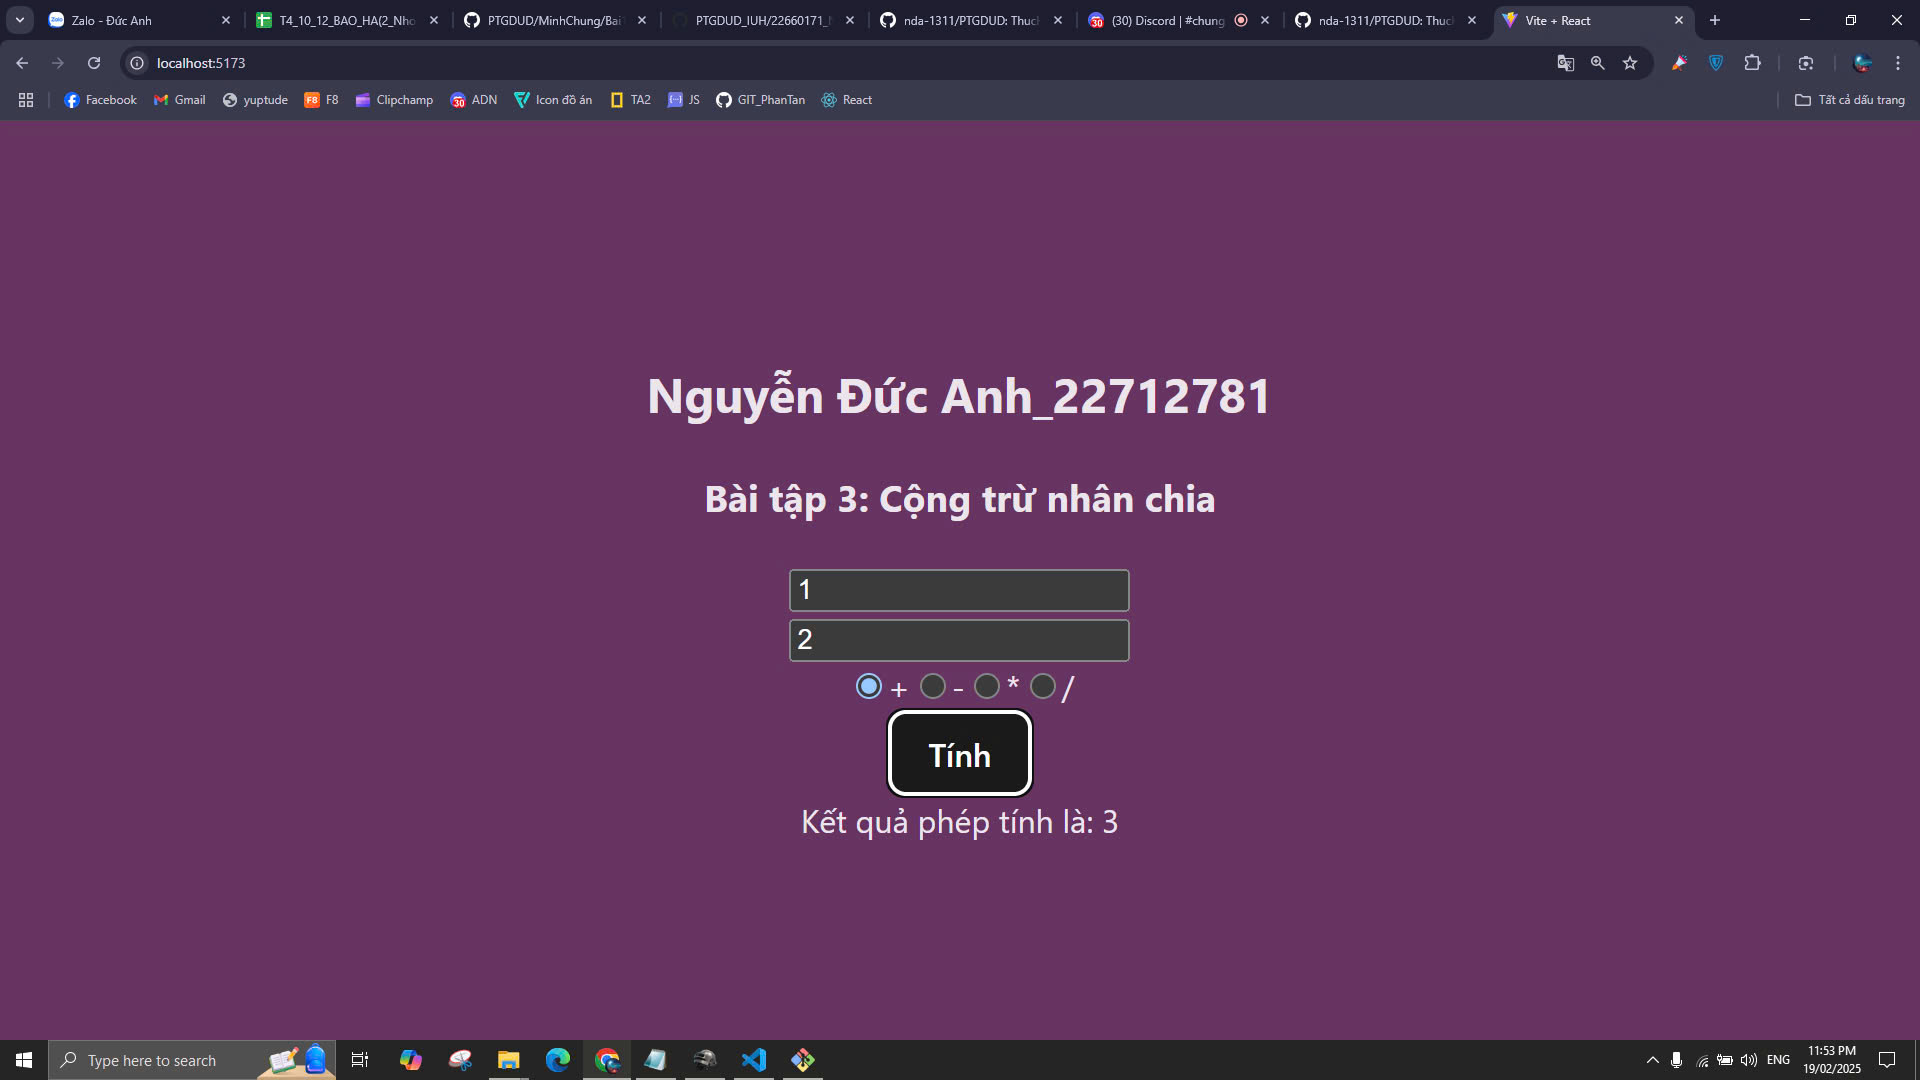 Zalo - Đức Anh
T4_10_12_BAO_HA(2_Nho
PTGDUD/MinhChung/Bai
PTGDUD_IUH/22660171_
nda-1311/PTGDUD: Thuc
(30) Discord | #chung
nda-1311/PTGDUD: Thuc
Vite + React
localhost:5173
Facebook
Gmail
yuptude
F8
Clipchamp
ADN
Icon đồ án
TA2
JS
GIT_PhanTan
React
Tất cả dấu trang
Nguyễn Đức Anh_22712781
Bài tập 3: Cộng trừ nhân chia
1
2
+ - * /
Tính
Kết quả phép tính là: 3
Type here to search
ENG
11:53 PM
19/02/2025